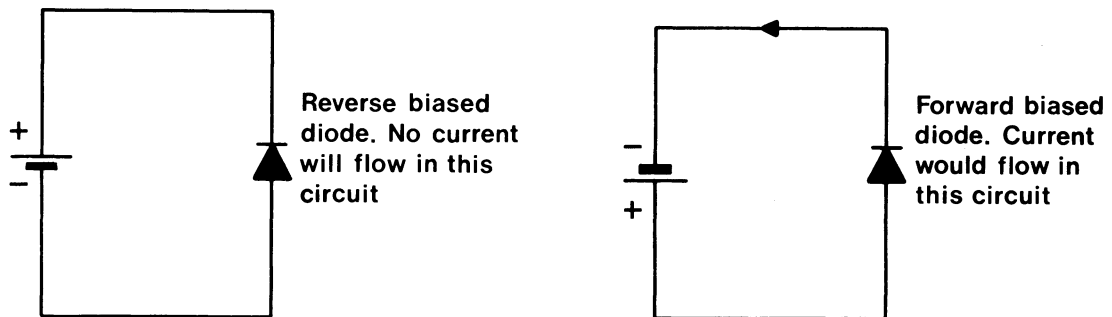 +
−
Reverse biased
diode. No current
will flow in this
circuit
−
+
Forward biased
diode. Current
would flow in
this circuit